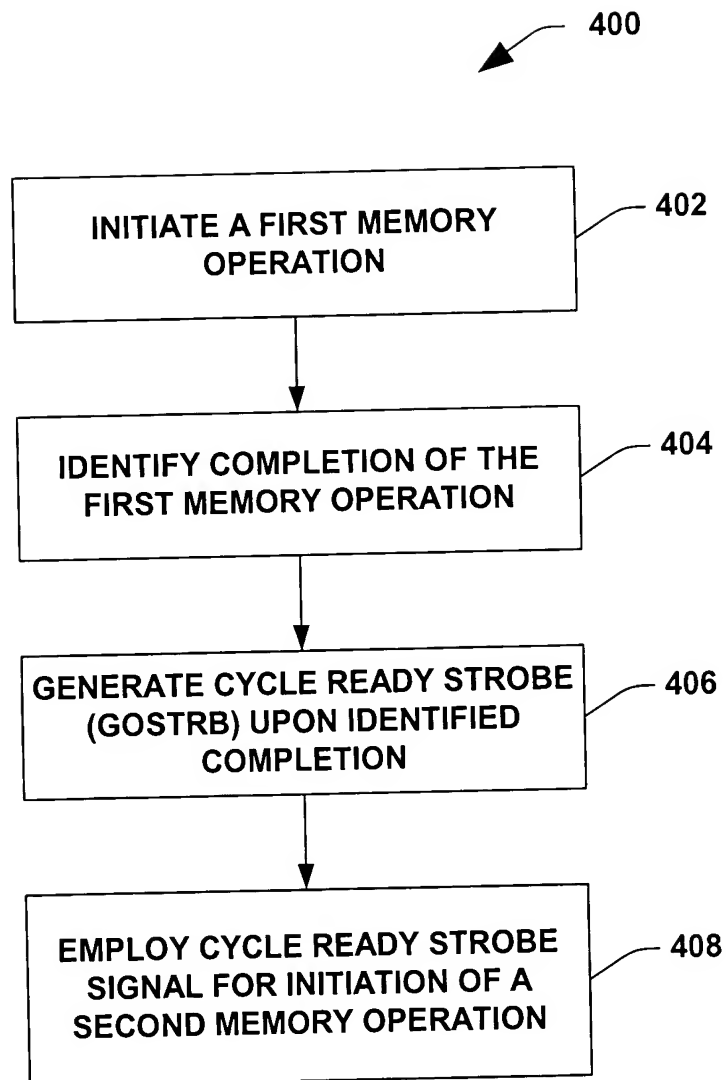 400
INITIATE A FIRST MEMORY
OPERATION
402
IDENTIFY COMPLETION OF THE
FIRST MEMORY OPERATION
404
GENERATE CYCLE READY STROBE
(GOSTRB) UPON IDENTIFIED
COMPLETION
406
EMPLOY CYCLE READY STROBE
SIGNAL FOR INITIATION OF A
SECOND MEMORY OPERATION
408